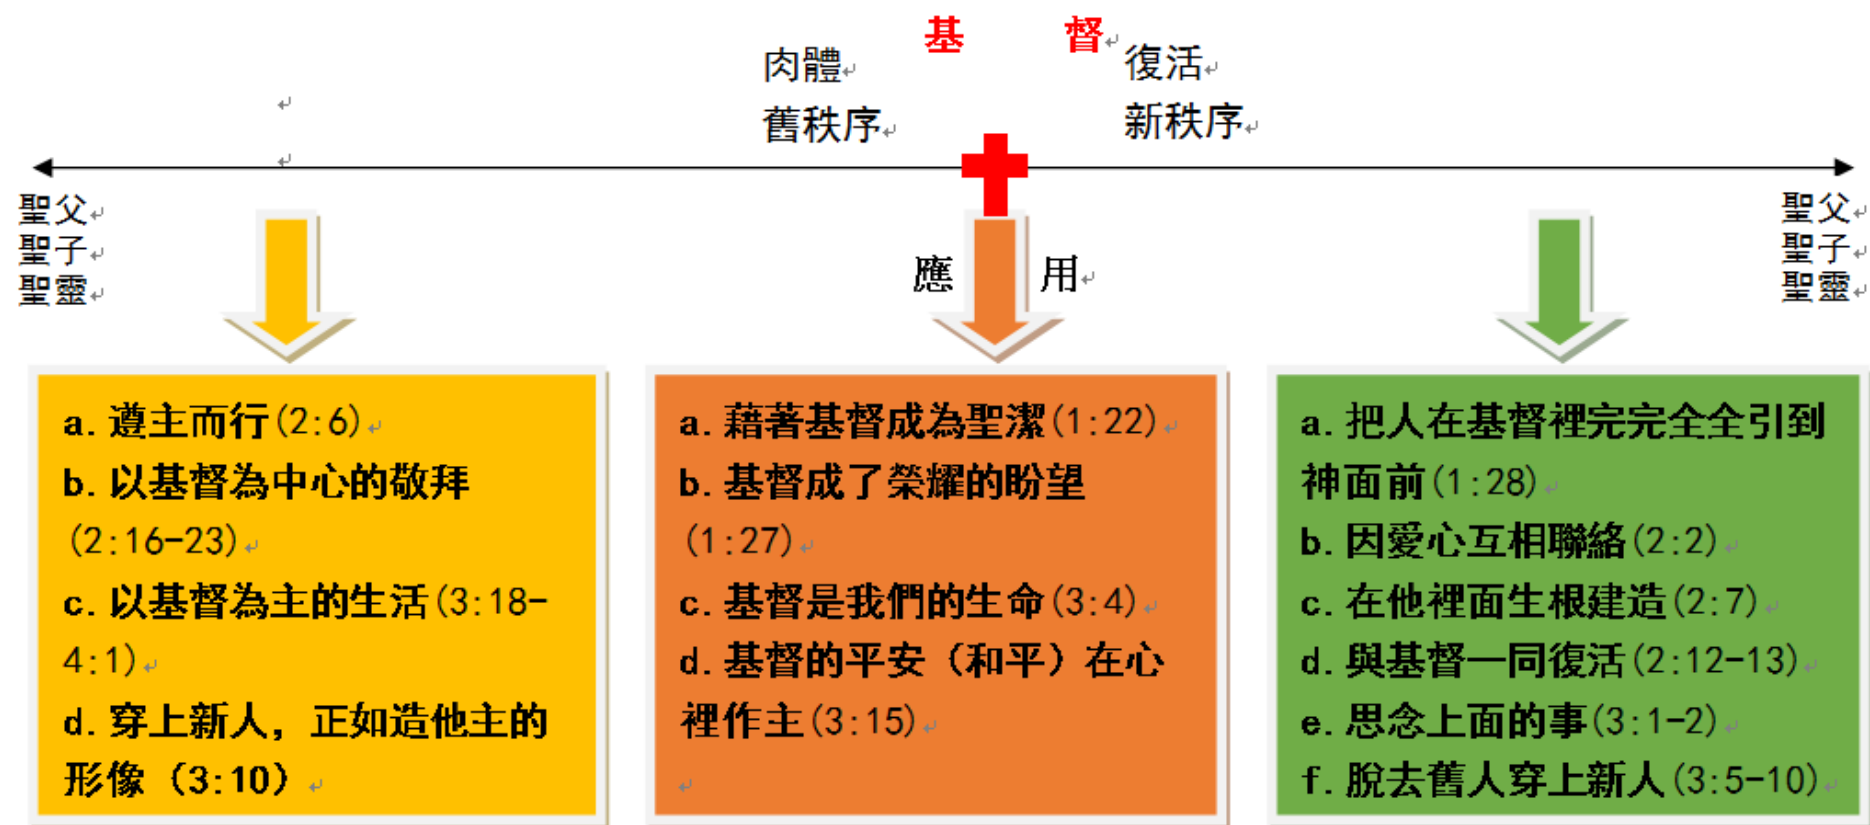 基 督
肉體 復活
舊秩序 新秩序
聖父
聖子
聖靈
聖父
聖子
聖靈
應 用
a. 遵主而行(2:6)
b. 以基督為中心的敬拜
(2:16-23)
c. 以基督為主的生活(3:18-
4:1)
d. 穿上新人，正如造他主的
形像（3:10）
a. 藉著基督成為聖潔(1:22)
b. 基督成了榮耀的盼望
(1:27)
c. 基督是我們的生命(3:4)
d. 基督的平安（和平）在心
裡作主(3:15)
a. 把人在基督裡完完全全引到
神面前(1:28)
b. 因愛心互相聯絡(2:2)
c. 在他裡面生根建造(2:7)
d. 與基督一同復活(2:12-13)
e. 思念上面的事(3:1-2)
f. 脫去舊人穿上新人(3:5-10)